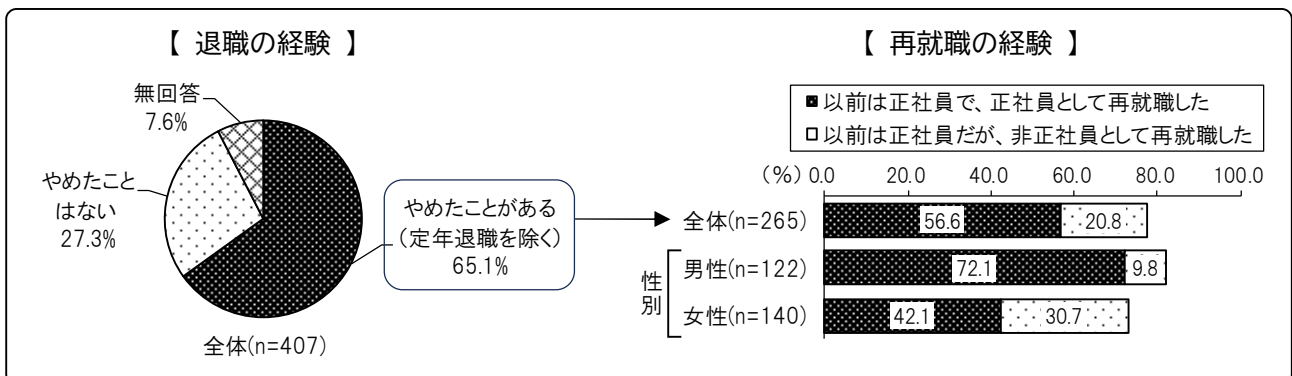 【 退職の経験 】
無回答
7.6%
やめたこと
はない
27.3%
やめたことがある
(定年退職を除く)
65.1%
全体(n=407)
【 再就職の経験 】
■以前は正社員で、正社員として再就職した
□以前は正社員だが、非正社員として再就職した
(%) 0.0 20.0 40.0 60.0 80.0 100.0
全体(n=265) 56.6 20.8
性別
男性(n=122) 72.1 9.8
女性(n=140) 42.1 30.7